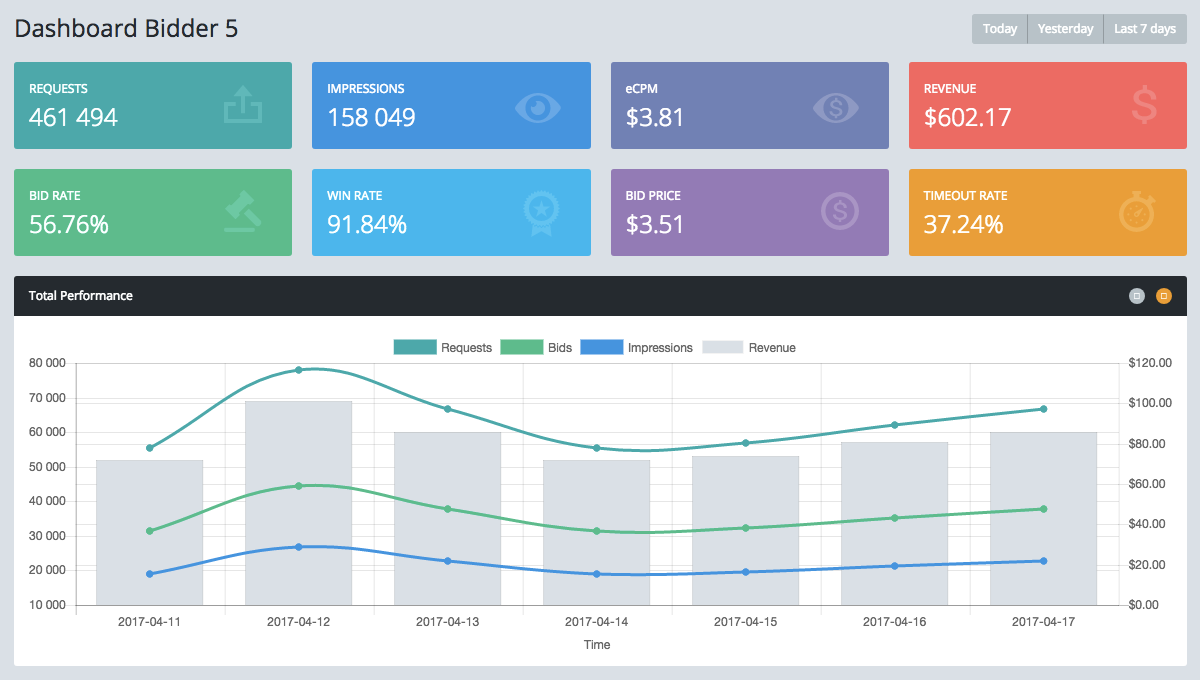 Dashboard Bidder 5
Today Yesterday Last 7 days
REQUESTS
461 494
IMPRESSIONS
158 049
eCPM
$3.81
REVENUE
$602.17
BID RATE
56.76%
WIN RATE
91.84%
BID PRICE
$3.51
TIMEOUT RATE
37.24%
Total Performance
Requests Bids Impressions Revenue
80 000 $120.00
70 000 $100.00
60 000 $80.00
50 000 $60.00
40 000 $40.00
30 000 $20.00
20 000 $0.00
10 000
2017-04-11 2017-04-12 2017-04-13 2017-04-14 2017-04-15 2017-04-16 2017-04-17
Time